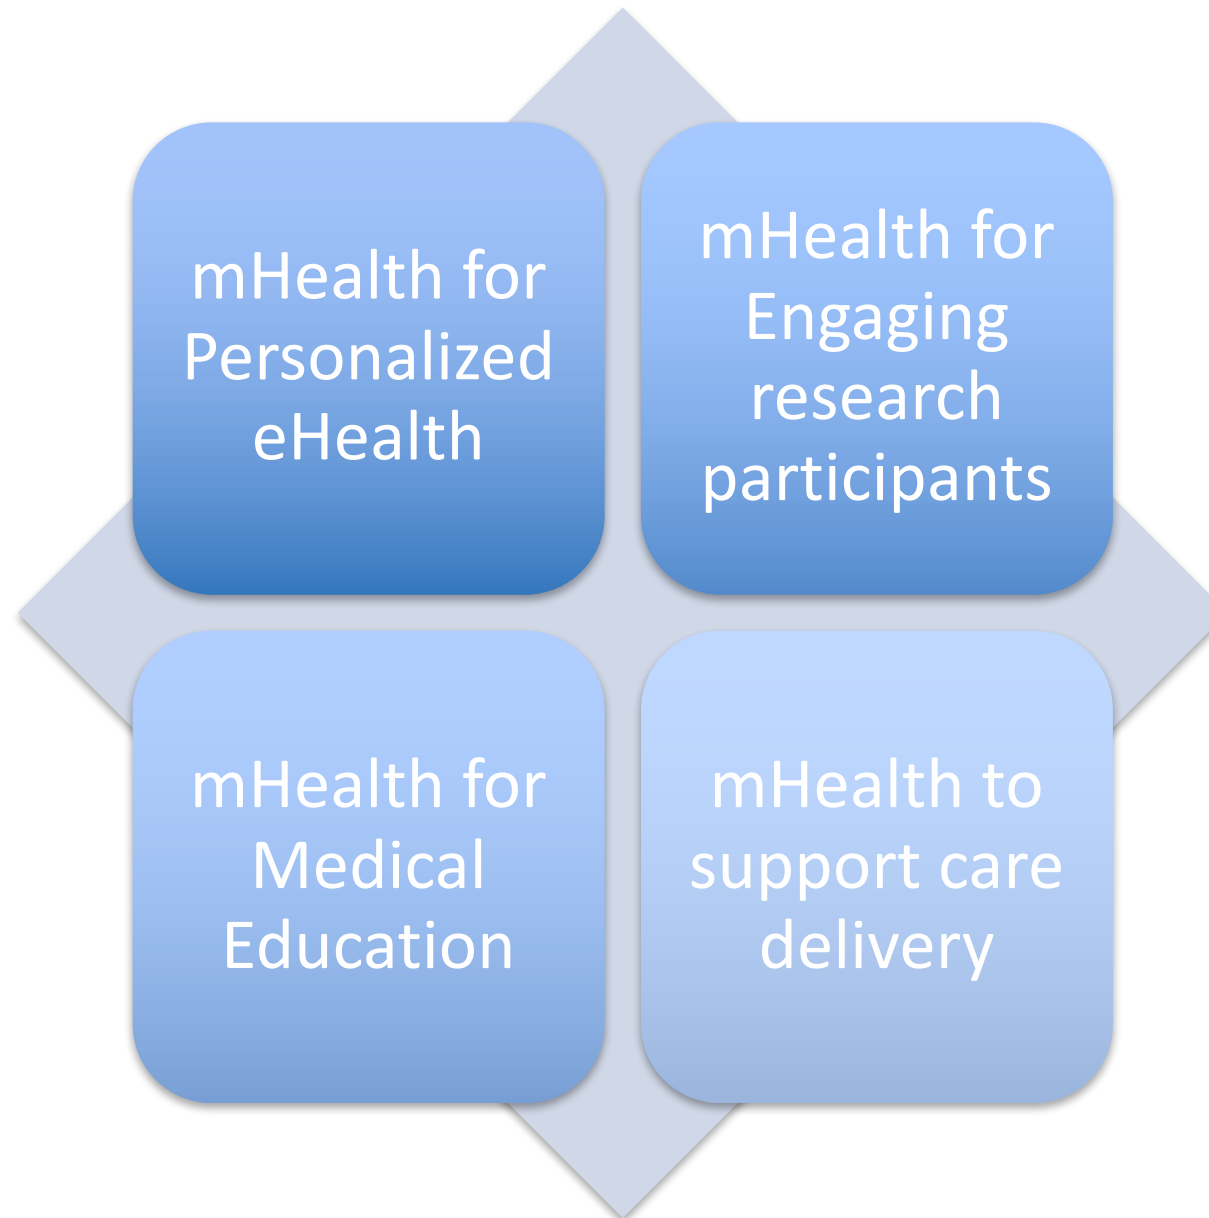 mHealth for
Personalized
eHealth
mHealth for
Engaging
research
participants
mHealth for
Medical
Education
mHealth to
support care
delivery